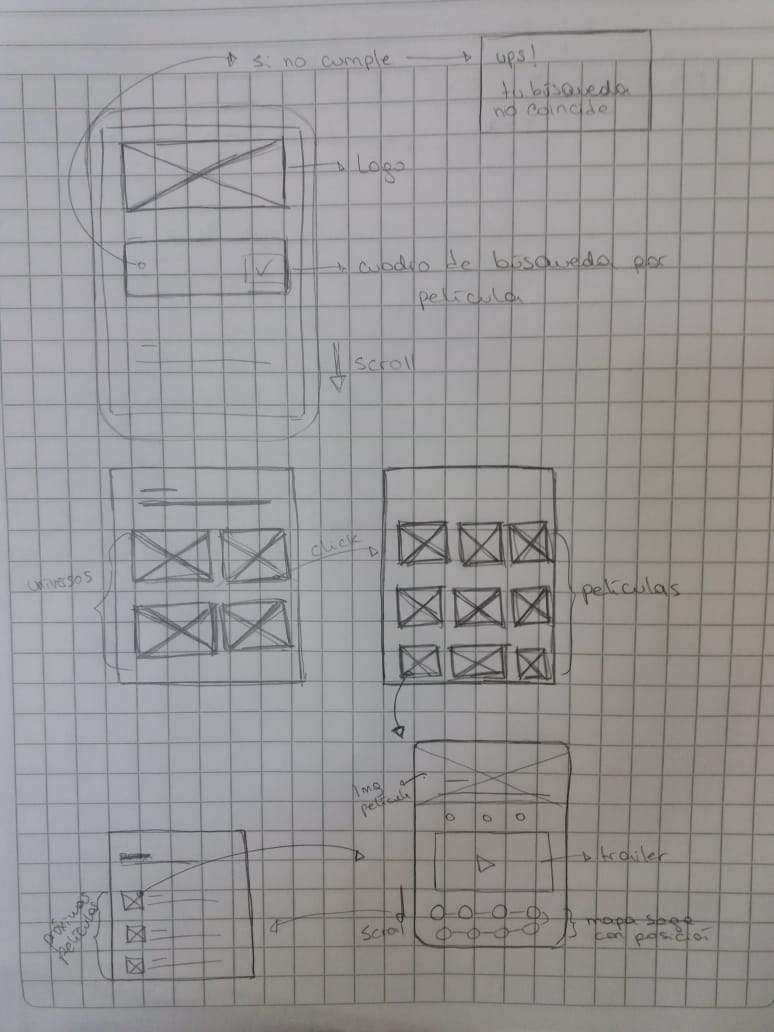 si no cumple
ups!
tu búsqueda
no coincide
Logo
cuadro de búsqueda por
película
scroll
click
universos
películas
Img
película
trailer
próximas
películas
scroll
mapa saga
con posición